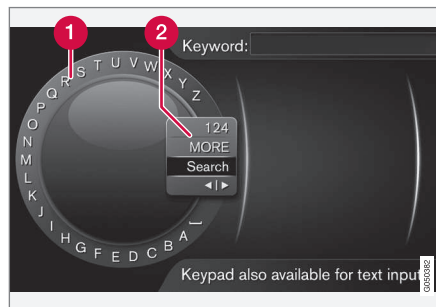 1
2
Keyword:
A B C D E F G H I J K L M N O P Q R S T U V W X Y Z
124
MORE
Search
◄|►
Keypad also available for text input
G050382